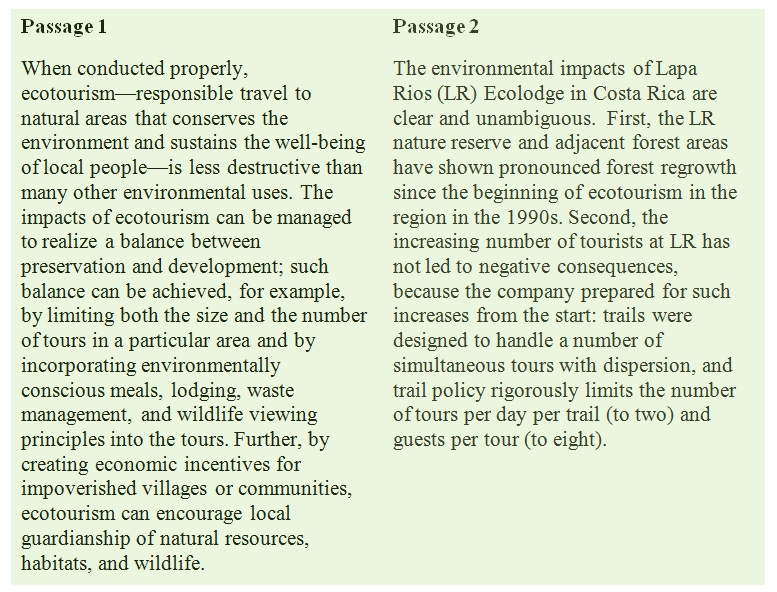 Passage 1
When conducted properly,
ecotourism—responsible travel to
natural areas that conserves the
environment and sustains the well-being
of local people—is less destructive than
many other environmental uses. The
impacts of ecotourism can be managed
to realize a balance between
preservation and development; such
balance can be achieved, for example,
by limiting both the size and the number
of tours in a particular area and by
incorporating environmentally
conscious meals, lodging, waste
management, and wildlife viewing
principles into the tours. Further, by
creating economic incentives for
impoverished villages or communities,
ecotourism can encourage local
guardianship of natural resources,
habitats, and wildlife.
Passage 2
The environmental impacts of Lapa
Rios (LR) Ecolodge in Costa Rica are
clear and unambiguous.  First, the LR
nature reserve and adjacent forest areas
have shown pronounced forest regrowth
since the beginning of ecotourism in the
region in the 1990s. Second, the
increasing number of tourists at LR has
not led to negative consequences,
because the company prepared for such
increases from the start: trails were
designed to handle a number of
simultaneous tours with dispersion, and
trail policy rigorously limits the number
of tours per day per trail (to two) and
guests per tour (to eight).